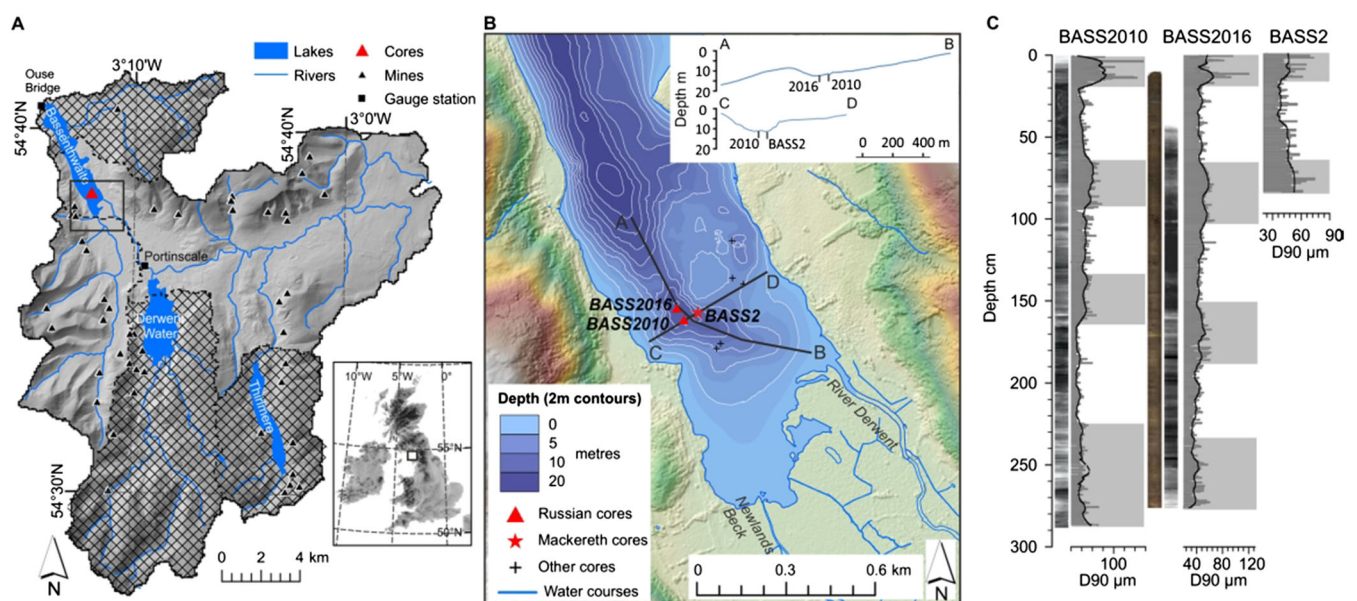 A
Lakes
Rivers
Cores
Mines
Gauge station
3°10'W
Ouse
Bridge
54°40'N
Bassenthwaite
54°40'N
3°0'W
Portinscale
Derwent
Water
Thirlmere
54°30'N
10°W
5°W
0°
55°N
50°N
0 2 4 km
N
B
A
B
Depth m
0
10
20
2016
2010
C
D
0
10
20
2010
BASS2
0 200 400 m
A
D
BASS2016
BASS2
BASS2010
C
B
River Derwent
Newlands
Beck
Depth (2m contours)
0
5
10
20
metres
Russian cores
Mackereth cores
Other cores
Water courses
0 0.3 0.6 km
N
C
BASS2010
BASS2016
BASS2
Depth cm
0
50
100
150
200
250
300
30 60 90
D90 µm
100
D90 µm
40 80 120
D90 µm